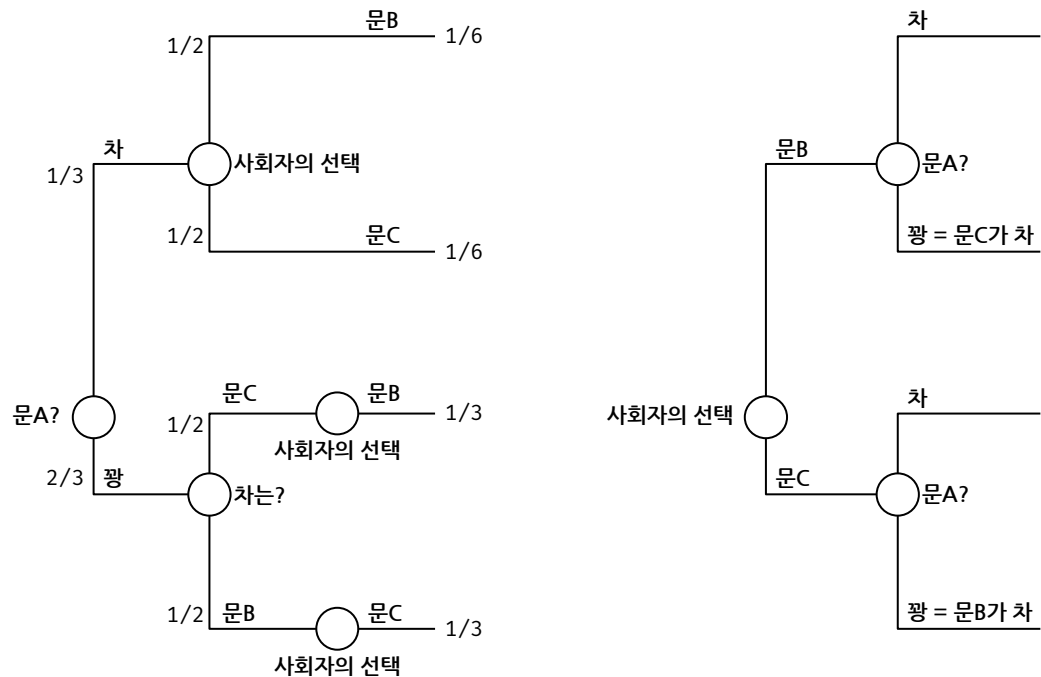 문B
1/2
1/6
차
1/3
사회자의 선택
1/2
문C
1/6
문A?
문C
문B
1/2
1/3
사회자의 선택
2/3
꽝
차는?
1/2
문B
문C
1/3
사회자의 선택
차
문B
문A?
꽝 = 문C가 차
사회자의 선택
차
문C
문A?
꽝 = 문B가 차